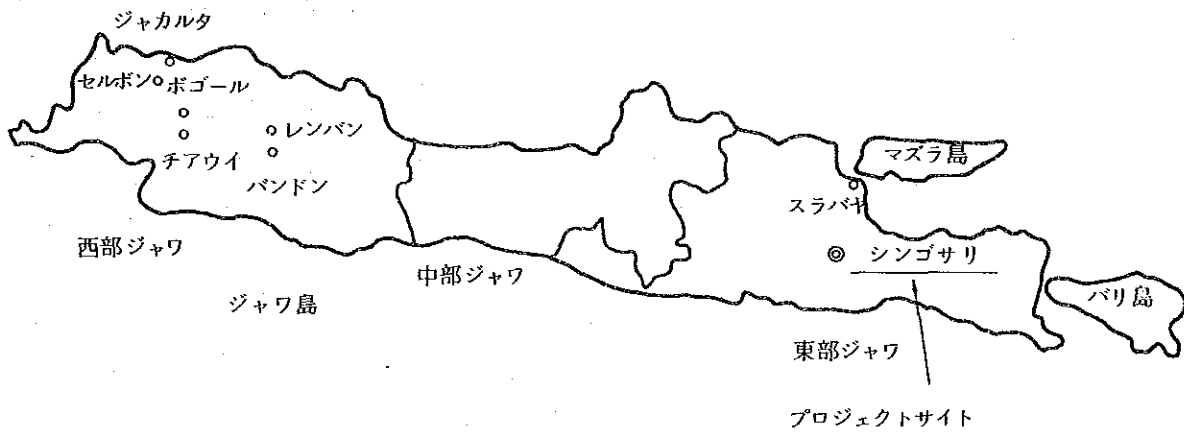 ジャカルタ
セルボン ボゴール
レンバン
チアウイ
バンドン
西部ジャワ
中部ジャワ
ジャワ島
マズラ島
スラバヤ
シンゴサリ
バリ島
東部ジャワ
プロジェクトサイト